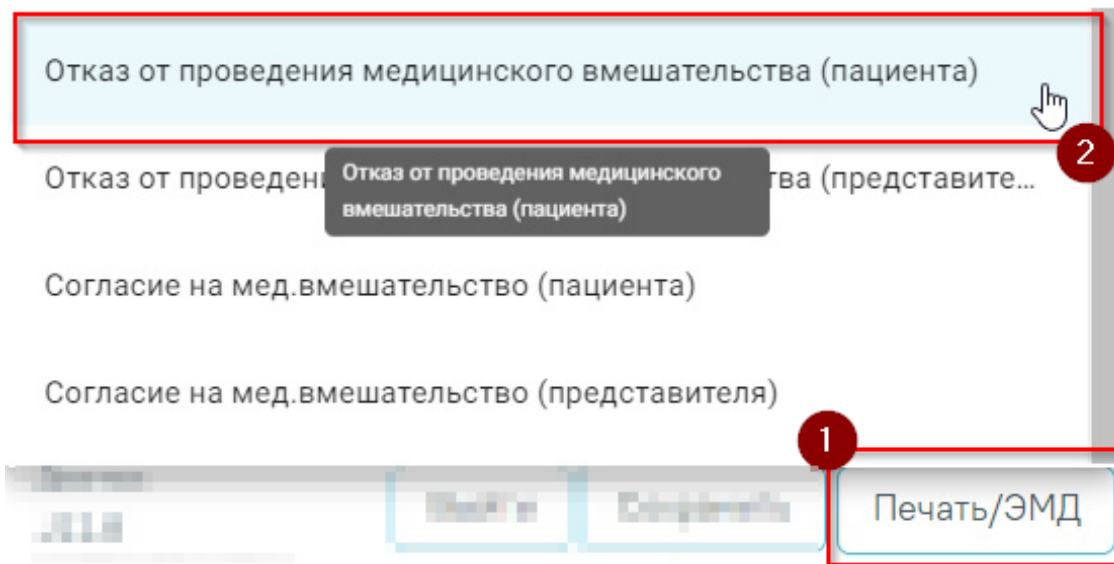 Отказ от проведения медицинского вмешательства (пациента)
2
Отказ от проведен тва (представите...
Отказ от проведения медицинского
вмешательства (пациента)
Согласие на мед.вмешательство (пациента)
Согласие на мед.вмешательство (представителя)
1
Печать/ЭМД